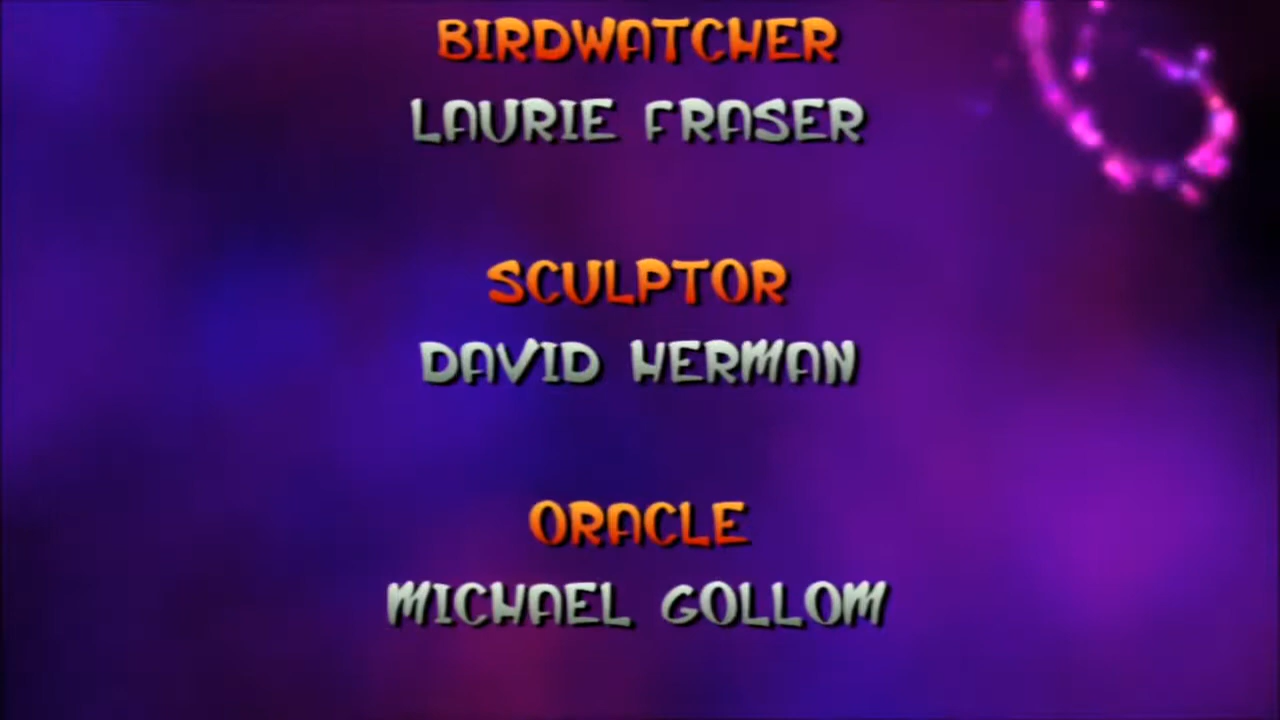 BIRDWATCHER
LAURIE FRASER
SCULPTOR
DAVID HERMAN
ORACLE
MICHAEL GOLLOM